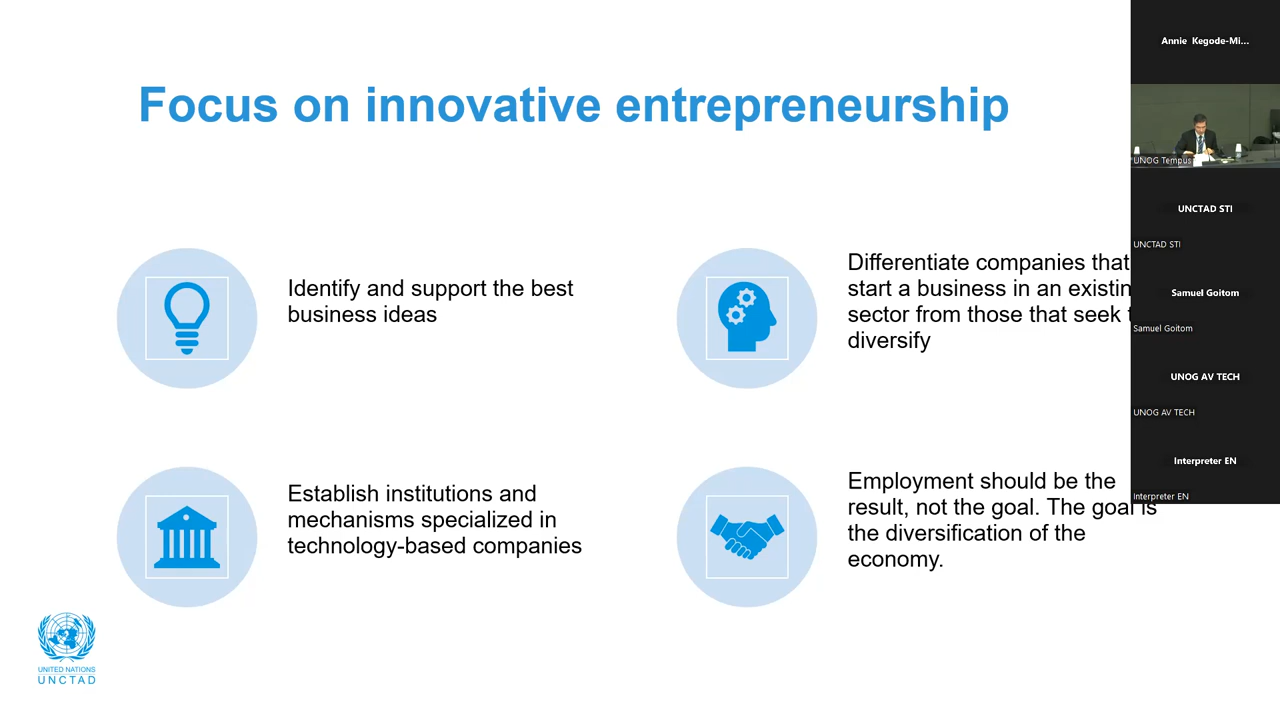 Focus on innovative entrepreneurship
Identify and support the best
business ideas
Differentiate companies that
start a business in an existin
sector from those that seek
diversify
Establish institutions and
mechanisms specialized in
technology-based companies
Employment should be the
result, not the goal. The goal is
the diversification of the
economy.
UNITED NATIONS
UNCTAD
Annie Kegode-Mi...
UNOG Tempus
UNCTAD STI
UNCTAD STI
Samuel Goitom
Samuel Goitom
UNOG AV TECH
UNOG AV TECH
Interpreter EN
Interpreter EN